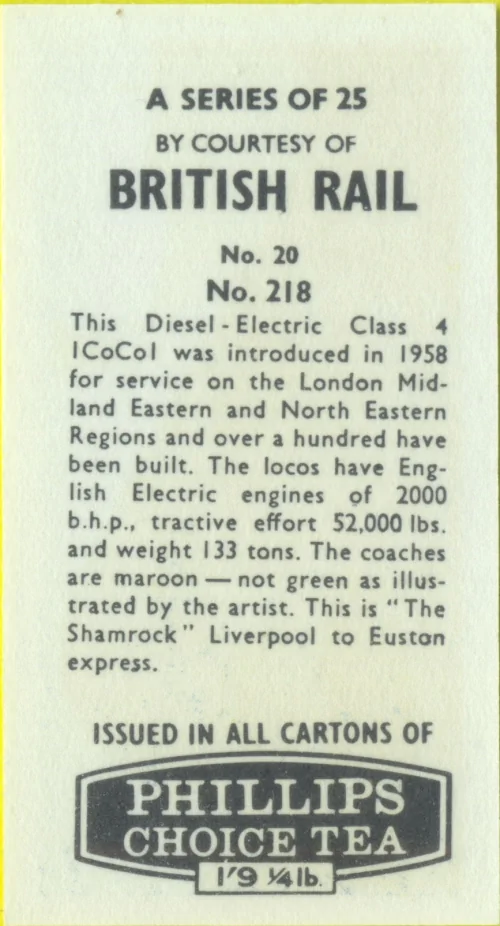 A SERIES OF 25
BY COURTESY OF
BRITISH RAIL
No. 20
No. 218
This Diesel-Electric Class 4
1CoCo1 was introduced in 1958
for service on the London Mid-
land Eastern and North Eastern
Regions and over a hundred have
been built. The locos have Eng-
lish Electric engines of 2000
b.h.p., tractive effort 52,000 lbs.
and weight 133 tons. The coaches
are maroon — not green as illus-
trated by the artist. This is "The
Shamrock" Liverpool to Euston
express.
ISSUED IN ALL CARTONS OF
PHILLIPS
CHOICE TEA
1'9 ¼lb.